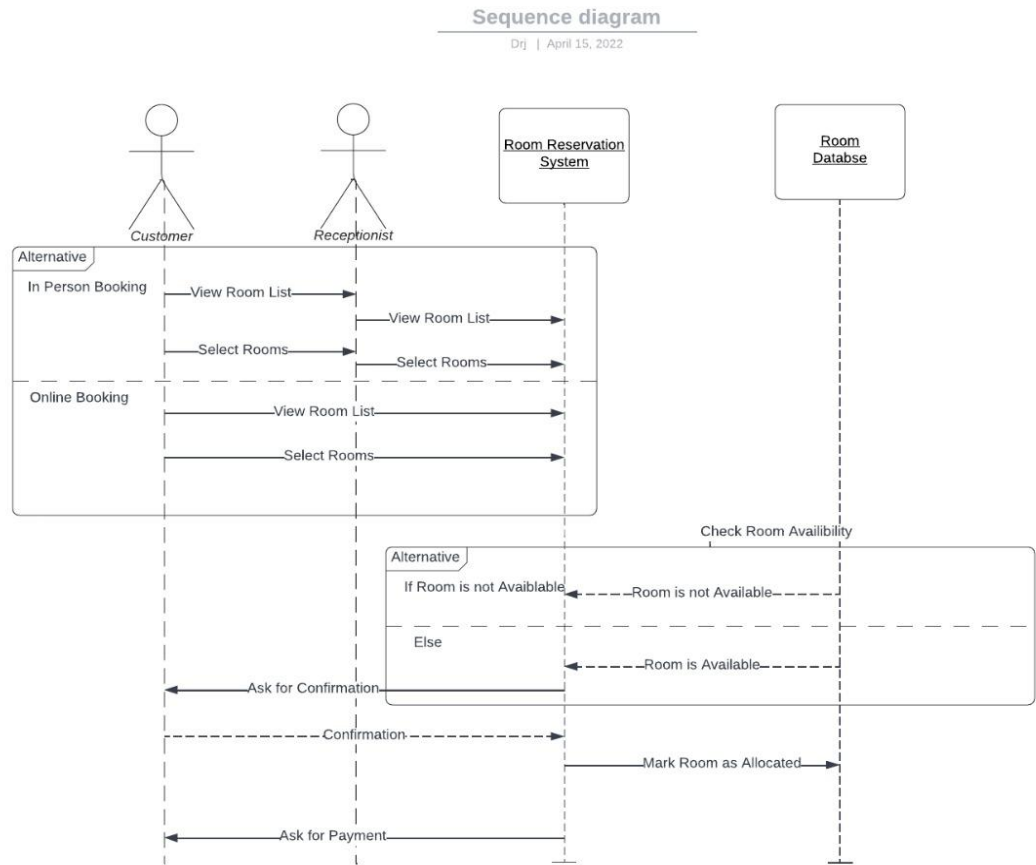 Sequence diagram
Drj | April 15, 2022
Room Reservation
System
Room
Databse
Customer
Receptionist
Alternative
In Person Booking
View Room List
View Room List
Select Rooms
Select Rooms
Online Booking
View Room List
Select Rooms
Check Room Availibility
Alternative
If Room is not Avaiblable
Room is not Available
Else
Room is Available
Ask for Confirmation
Confirmation
Mark Room as Allocated
Ask for Payment